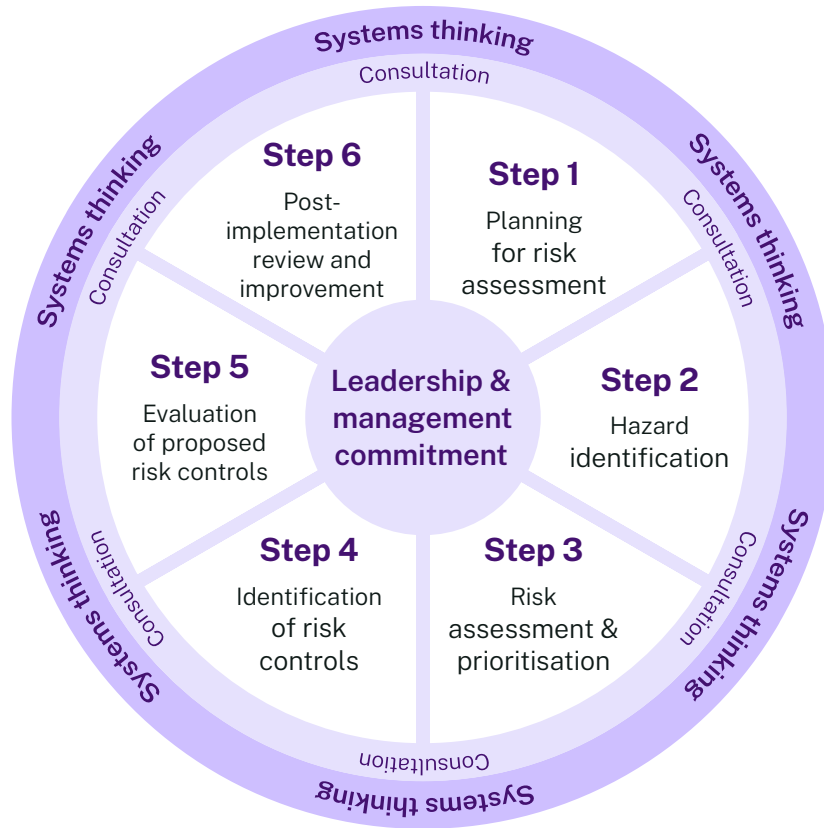 Systems thinking
Consultation
Step 1
Planning
for risk
assessment
Systems thinking
Consultation
Step 2
Hazard
identification
Systems thinking
Consultation
Step 3
Risk
assessment &
prioritisation
Systems thinking
Consultation
Step 4
Identification
of risk
controls
Systems thinking
Consultation
Step 5
Evaluation
of proposed
risk controls
Systems thinking
Consultation
Step 6
Post-
implementation
review and
improvement
Leadership &
management
commitment